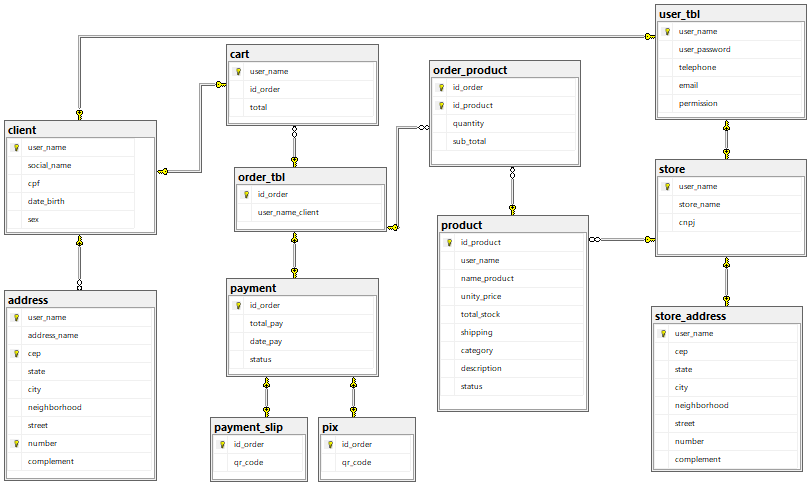 user_tbl
user_name
user_password
telephone
email
permission
cart
user_name
id_order
total
order_product
id_order
id_product
quantity
sub_total
client
user_name
social_name
cpf
date_birth
sex
order_tbl
id_order
user_name_client
store
user_name
store_name
cnpj
product
id_product
user_name
name_product
unity_price
total_stock
shipping
category
description
status
payment
id_order
total_pay
date_pay
status
address
user_name
address_name
cep
state
city
neighborhood
street
number
complement
store_address
user_name
cep
state
city
neighborhood
street
number
complement
payment_slip
id_order
qr_code
pix
id_order
qr_code